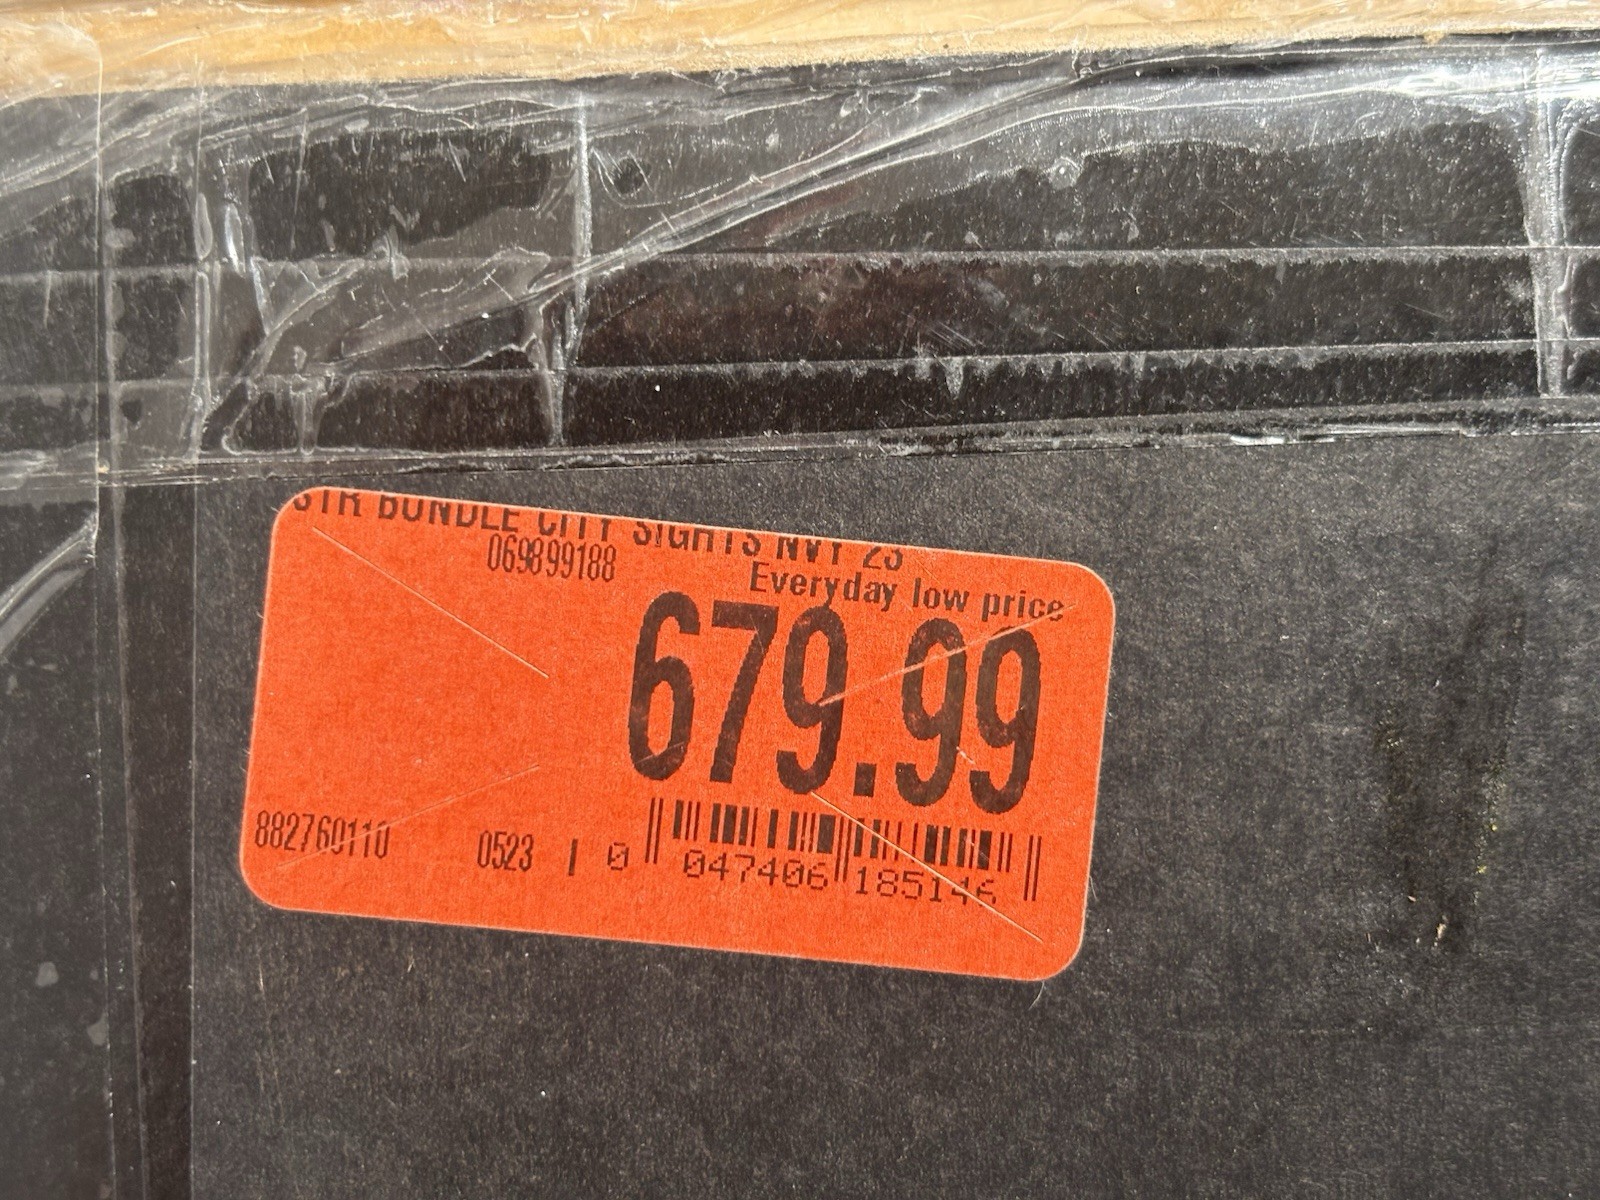 STR BUNDLE CITY SIGHTS NVY 23
069899188
Everyday low price
679.99
882760110 0523 I 0 047406 185146